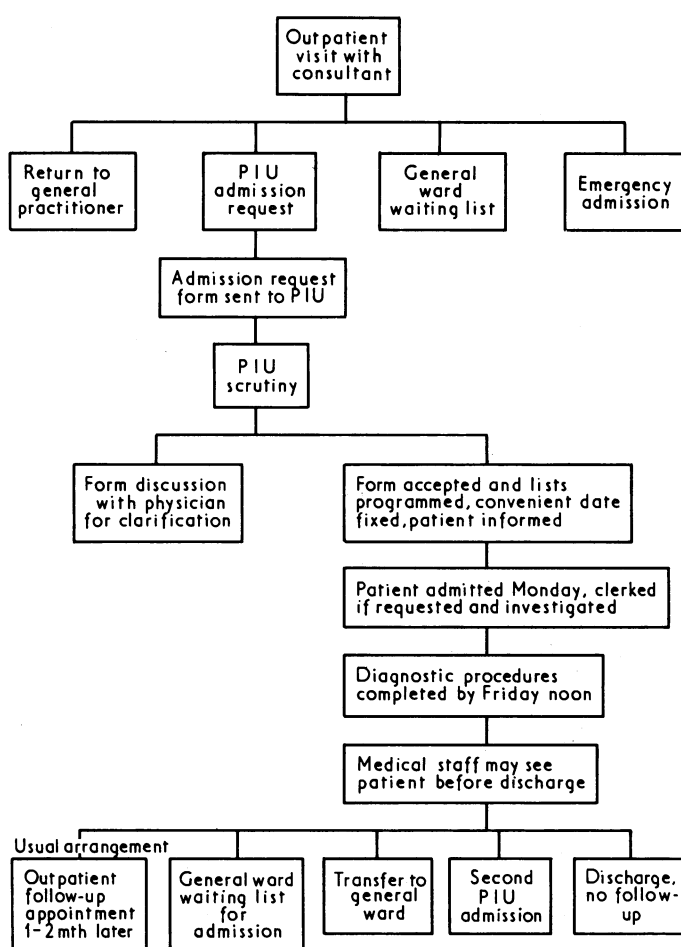 Outpatient
visit with
consultant
Return to
general
practitioner
PIU
admission
request
General
ward
waiting list
Emergency
admission
Admission request
form sent to PIU
PIU
scrutiny
Form discussion
with physician
for clarification
Form accepted and lists
programmed, convenient date
fixed, patient informed
Patient admitted Monday, clerked
if requested and investigated
Diagnostic procedures
completed by Friday noon
Medical staff may see
patient before discharge
Usual arrangement
Outpatient
follow-up
appointment
1-2mth later
General ward
waiting list
for
admission
Transfer to
general
ward
Second
PIU
admission
Discharge,
no follow-
up